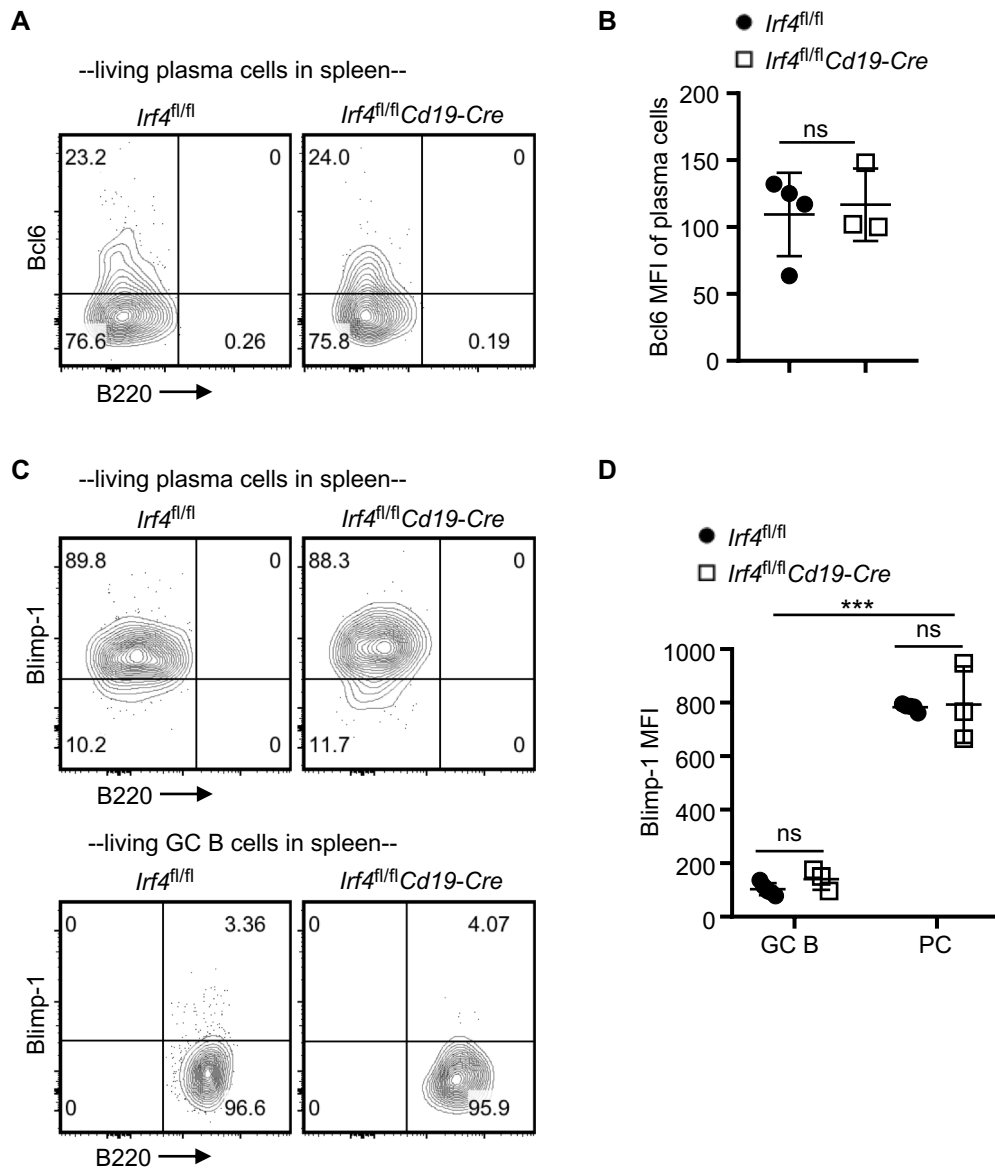 A
--living plasma cells in spleen--
Irf4fl/fl
Irf4fl/flCd19-Cre
23.2
0
24.0
0
Bcl6
76.6
0.26
75.8
0.19
B220
B
Irf4fl/fl
Irf4fl/flCd19-Cre
200
150
100
50
0
Bcl6 MFI of plasma cells
ns
C
--living plasma cells in spleen--
Irf4fl/fl
Irf4fl/flCd19-Cre
89.8
0
88.3
0
Blimp-1
10.2
0
11.7
0
B220
--living GC B cells in spleen--
Irf4fl/fl
Irf4fl/flCd19-Cre
0
3.36
0
4.07
Blimp-1
0
96.6
0
95.9
B220
D
Irf4fl/fl
Irf4fl/flCd19-Cre
***
ns
ns
1000
800
600
400
200
0
Blimp-1 MFI
GC B
PC